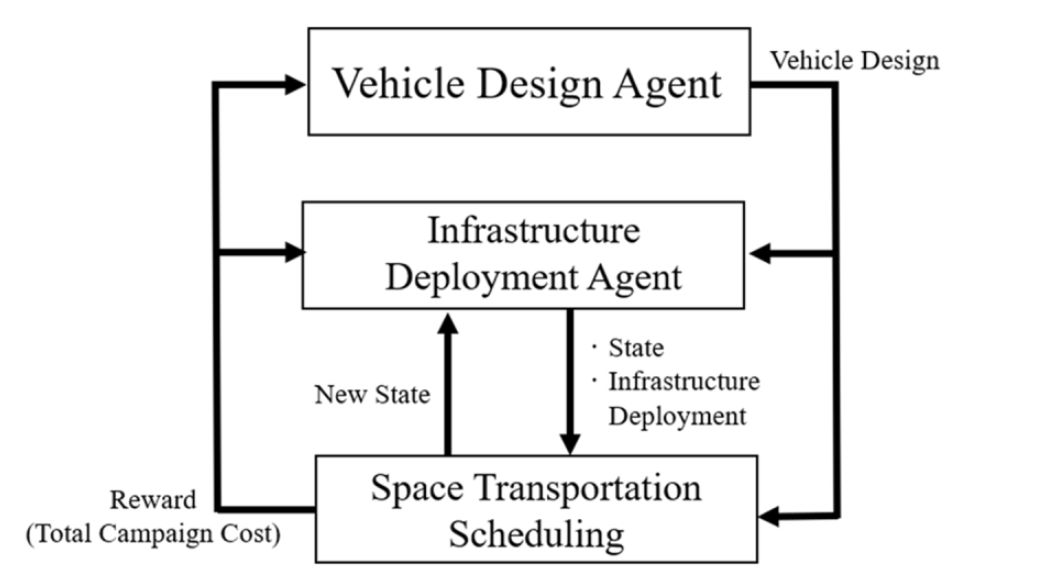 Vehicle Design Agent
Vehicle Design
Infrastructure
Deployment Agent
New State
· State
· Infrastructure
Deployment
Space Transportation
Scheduling
Reward
(Total Campaign Cost)